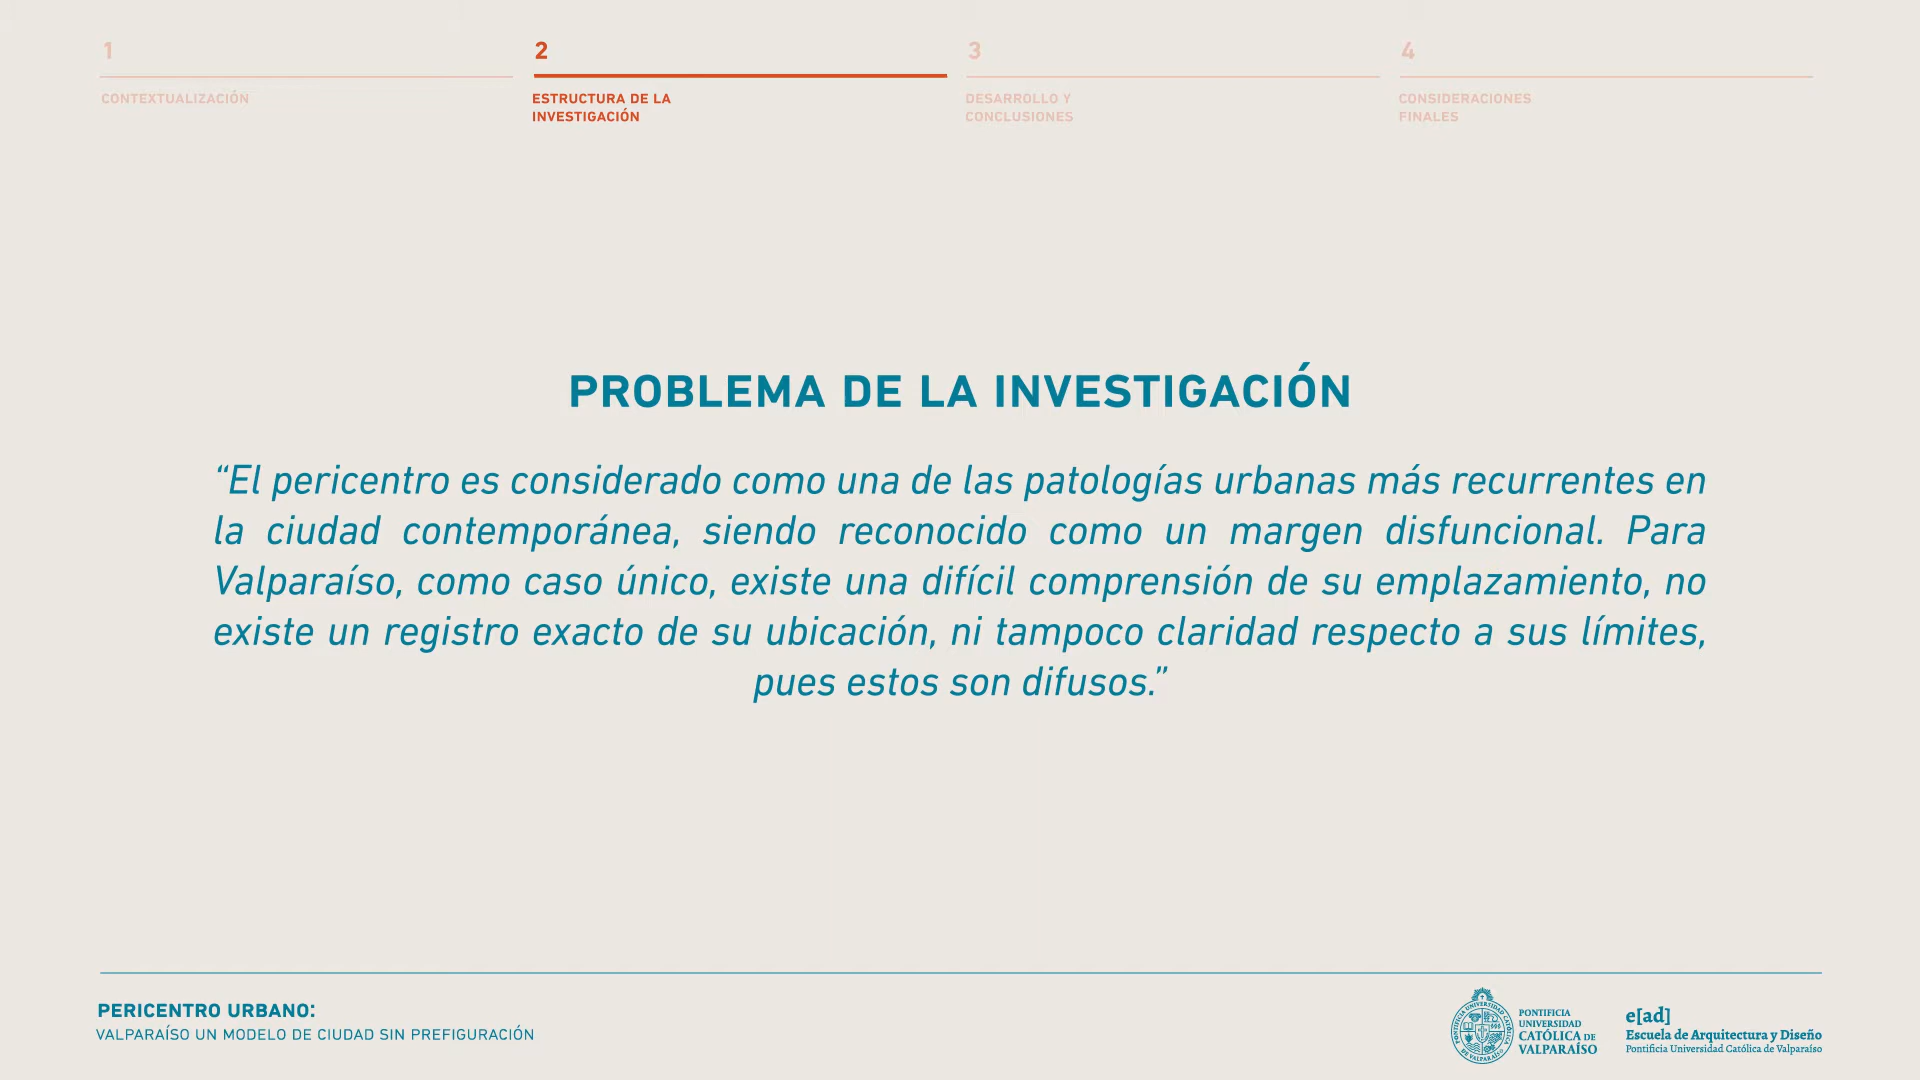 1
CONTEXTUALIZACIÓN
2
ESTRUCTURA DE LA
INVESTIGACIÓN
3
DESARROLLO Y
CONCLUSIONES
4
CONSIDERACIONES
FINALES
PROBLEMA DE LA INVESTIGACIÓN
“El pericentro es considerado como una de las patologías urbanas más recurrentes en
la ciudad contemporánea, siendo reconocido como un margen disfuncional. Para
Valparaíso, como caso único, existe una difícil comprensión de su emplazamiento, no
existe un registro exacto de su ubicación, ni tampoco claridad respecto a sus límites,
pues estos son difusos.”
PERICENTRO URBANO:
VALPARAÍSO UN MODELO DE CIUDAD SIN PREFIGURACIÓN
PONTIFICIA
UNIVERSIDAD
CATÓLICA DE
VALPARAÍSO
e[ad]
Escuela de Arquitectura y Diseño
Pontificia Universidad Católica de Valparaíso